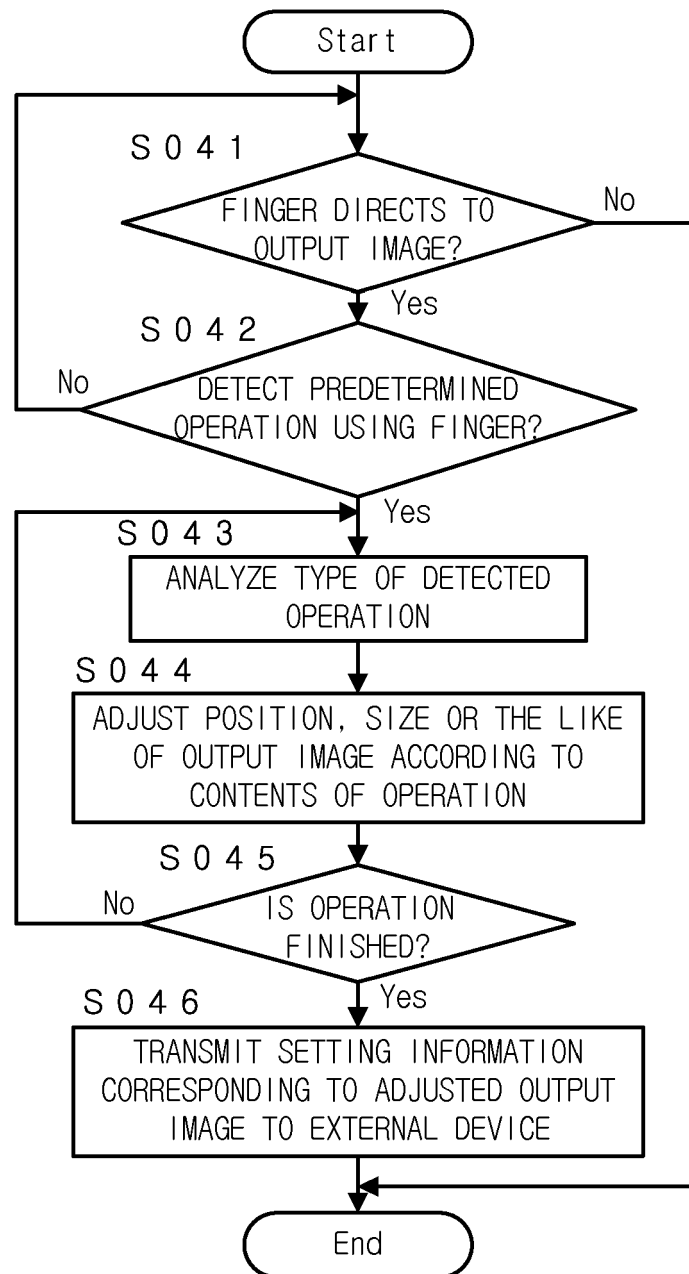 Start
S041
FINGER DIRECTS TO
OUTPUT IMAGE?
No
Yes
S042
No
DETECT PREDETERMINED
OPERATION USING FINGER?
Yes
S043
ANALYZE TYPE OF DETECTED
OPERATION
S044
ADJUST POSITION, SIZE OR THE LIKE
OF OUTPUT IMAGE ACCORDING TO
CONTENTS OF OPERATION
S045
No
IS OPERATION
FINISHED?
Yes
S046
TRANSMIT SETTING INFORMATION
CORRESPONDING TO ADJUSTED OUTPUT
IMAGE TO EXTERNAL DEVICE
End